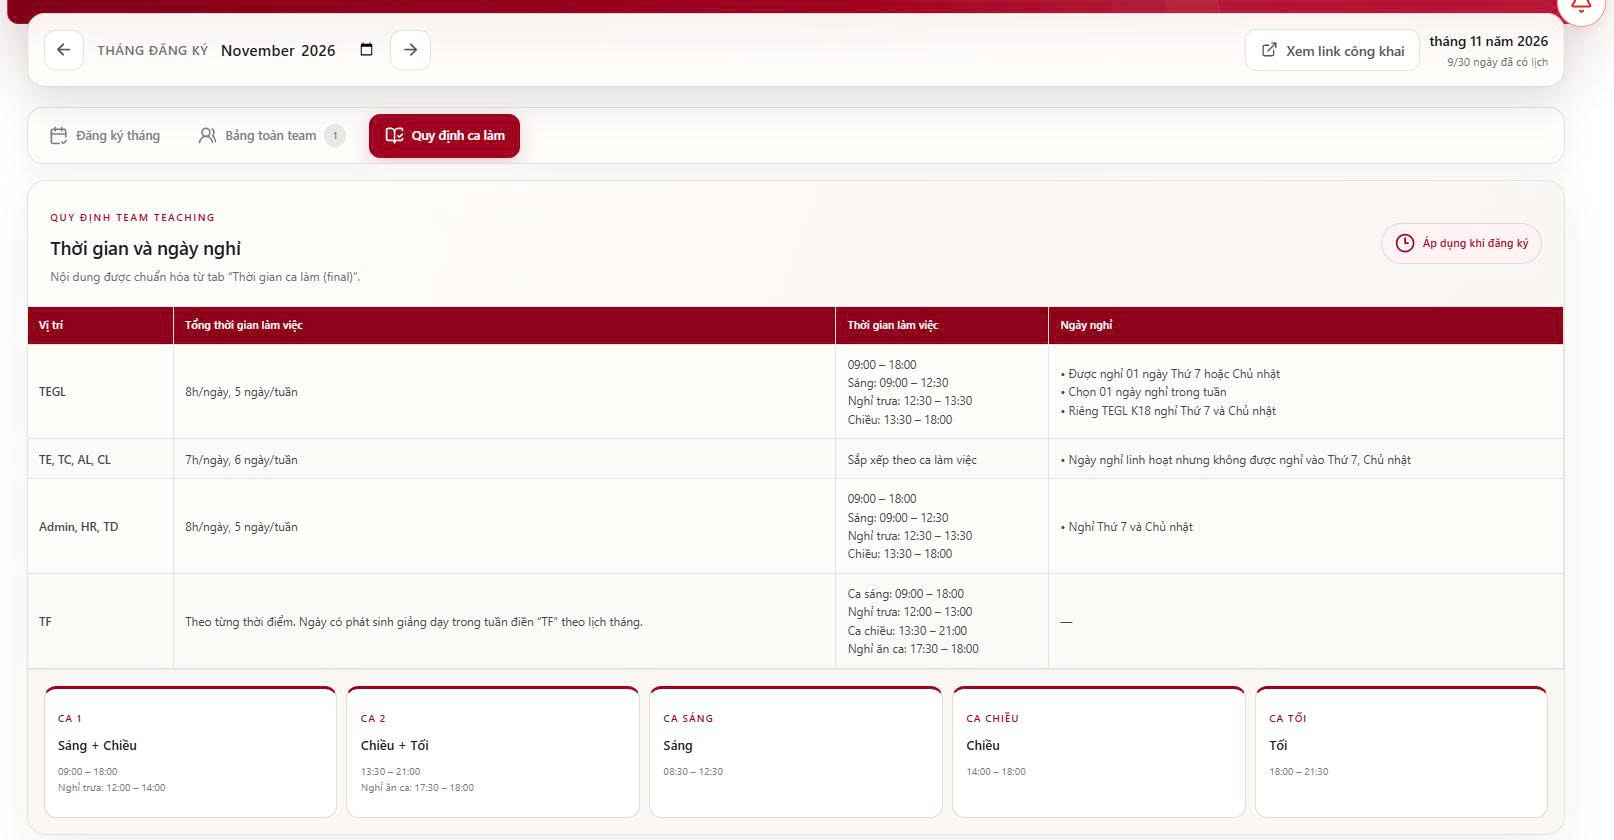 THÁNG ĐĂNG KÝ November 2026
Xem link công khai
tháng 11 năm 2026
9/30 ngày đã có lịch
Đăng ký tháng
Bảng toàn team 1
Quy định ca làm
QUY ĐỊNH TEAM TEACHING
Thời gian và ngày nghỉ
Nội dung được chuẩn hóa từ tab “Thời gian ca làm (final)”.
Áp dụng khi đăng ký
Vị trí
Tổng thời gian làm việc
Thời gian làm việc
Ngày nghỉ
TEGL
8h/ngày, 5 ngày/tuần
09:00 – 18:00
Sáng: 09:00 – 12:30
Nghỉ trưa: 12:30 – 13:30
Chiều: 13:30 – 18:00
• Được nghỉ 01 ngày Thứ 7 hoặc Chủ nhật
• Chọn 01 ngày nghỉ trong tuần
• Riêng TEGL K18 nghỉ Thứ 7 và Chủ nhật
TE, TC, AL, CL
7h/ngày, 6 ngày/tuần
Sắp xếp theo ca làm việc
• Ngày nghỉ linh hoạt nhưng không được nghỉ vào Thứ 7, Chủ nhật
Admin, HR, TD
8h/ngày, 5 ngày/tuần
09:00 – 18:00
Sáng: 09:00 – 12:30
Nghỉ trưa: 12:30 – 13:30
Chiều: 13:30 – 18:00
• Nghỉ Thứ 7 và Chủ nhật
TF
Theo từng thời điểm. Ngày có phát sinh giảng dạy trong tuần điền “TF” theo lịch tháng.
Ca sáng: 09:00 – 18:00
Nghỉ trưa: 12:00 – 13:00
Ca chiều: 13:30 – 21:00
Nghỉ ăn ca: 17:30 – 18:00
—
CA 1
Sáng + Chiều
09:00 – 18:00
Nghỉ trưa: 12:00 – 14:00
CA 2
Chiều + Tối
13:30 – 21:00
Nghỉ ăn ca: 17:30 – 18:00
CA SÁNG
Sáng
08:30 – 12:30
CA CHIỀU
Chiều
14:00 – 18:00
CA TỐI
Tối
18:00 – 21:30